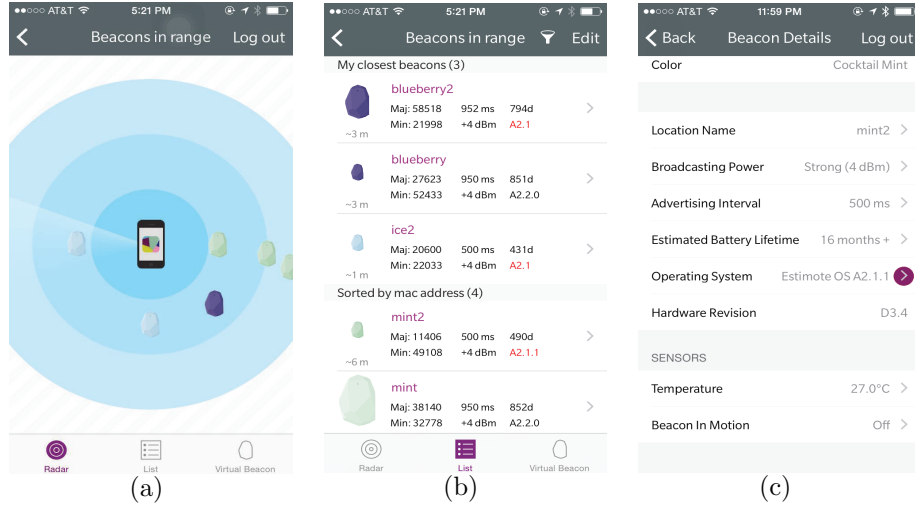 ●●○○○ AT&T 5:21 PM
Beacons in range Log out
Radar List Virtual Beacon
(a)
●●○○○ AT&T 5:21 PM
Beacons in range Edit
My closest beacons (3)
blueberry2
Maj: 58518 952 ms 794d
Min: 21998 +4 dBm A2.1
~3 m
blueberry
Maj: 27623 950 ms 851d
Min: 52433 +4 dBm A2.2.0
~3 m
ice2
Maj: 20600 500 ms 431d
Min: 22033 +4 dBm A2.1
~1 m
Sorted by mac address (4)
mint2
Maj: 11406 500 ms 490d
Min: 49108 +4 dBm A2.1.1
~6 m
mint
Maj: 38140 950 ms 852d
Min: 32778 +4 dBm A2.2.0
Radar List Virtual Beacon
(b)
●●○○○ AT&T 11:59 PM
Back Beacon Details Log out
Color Cocktail Mint
Location Name mint2
Broadcasting Power Strong (4 dBm)
Advertising Interval 500 ms
Estimated Battery Lifetime 16 months +
Operating System Estimote OS A2.1.1
Hardware Revision D3.4
SENSORS
Temperature 27.0°C
Beacon In Motion Off
(c)